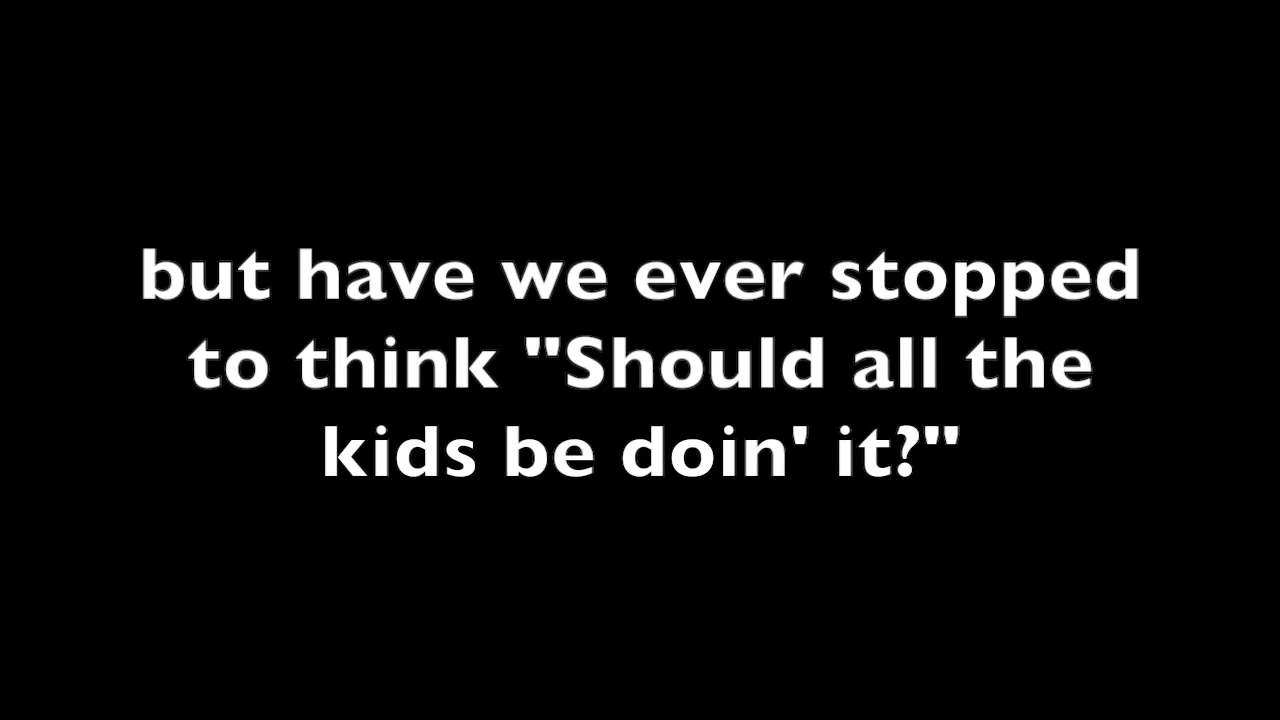 but have we ever stopped
to think "Should all the
kids be doin' it?"